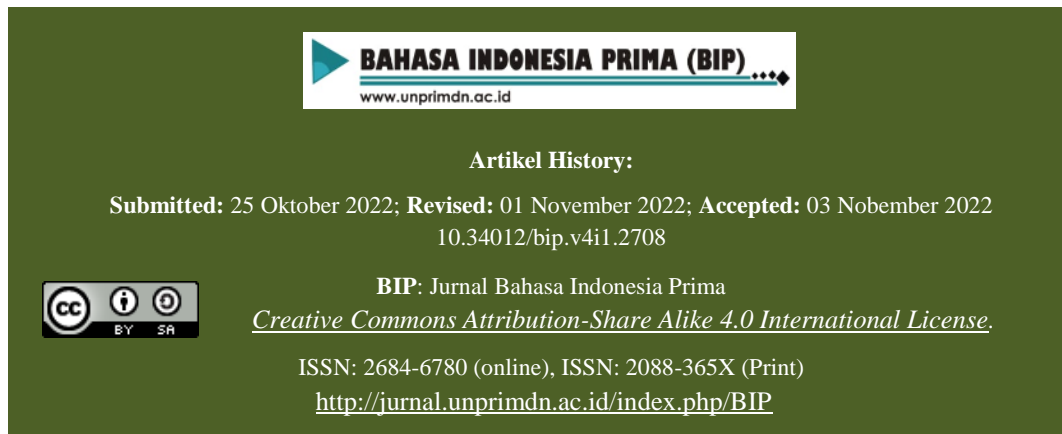 BAHASA INDONESIA PRIMA (BIP)
www.unprimdn.ac.id
Artikel History:
Submitted: 25 Oktober 2022; Revised: 01 November 2022; Accepted: 03 Nobember 2022
10.34012/bip.v4i1.2708
BIP: Jurnal Bahasa Indonesia Prima
Creative Commons Attribution-Share Alike 4.0 International License.
cc BY SA
ISSN: 2684-6780 (online), ISSN: 2088-365X (Print)
http://jurnal.unprimdn.ac.id/index.php/BIP